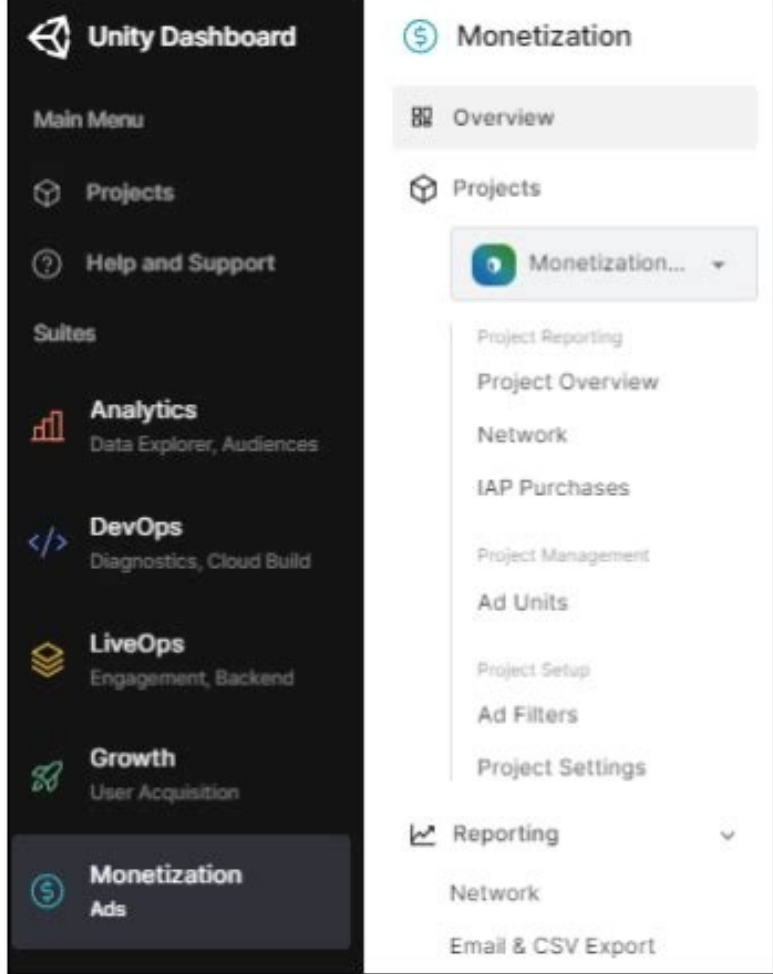 Unity Dashboard
Main Menu
Projects
Help and Support
Suites
Analytics
Data Explorer, Audiences
DevOps
Diagnostics, Cloud Build
LiveOps
Engagement, Backend
Growth
User Acquisition
Monetization
Ads
Monetization
Overview
Projects
Monetization...
Project Reporting
Project Overview
Network
IAP Purchases
Project Management
Ad Units
Project Setup
Ad Filters
Project Settings
Reporting
Network
Email & CSV Export